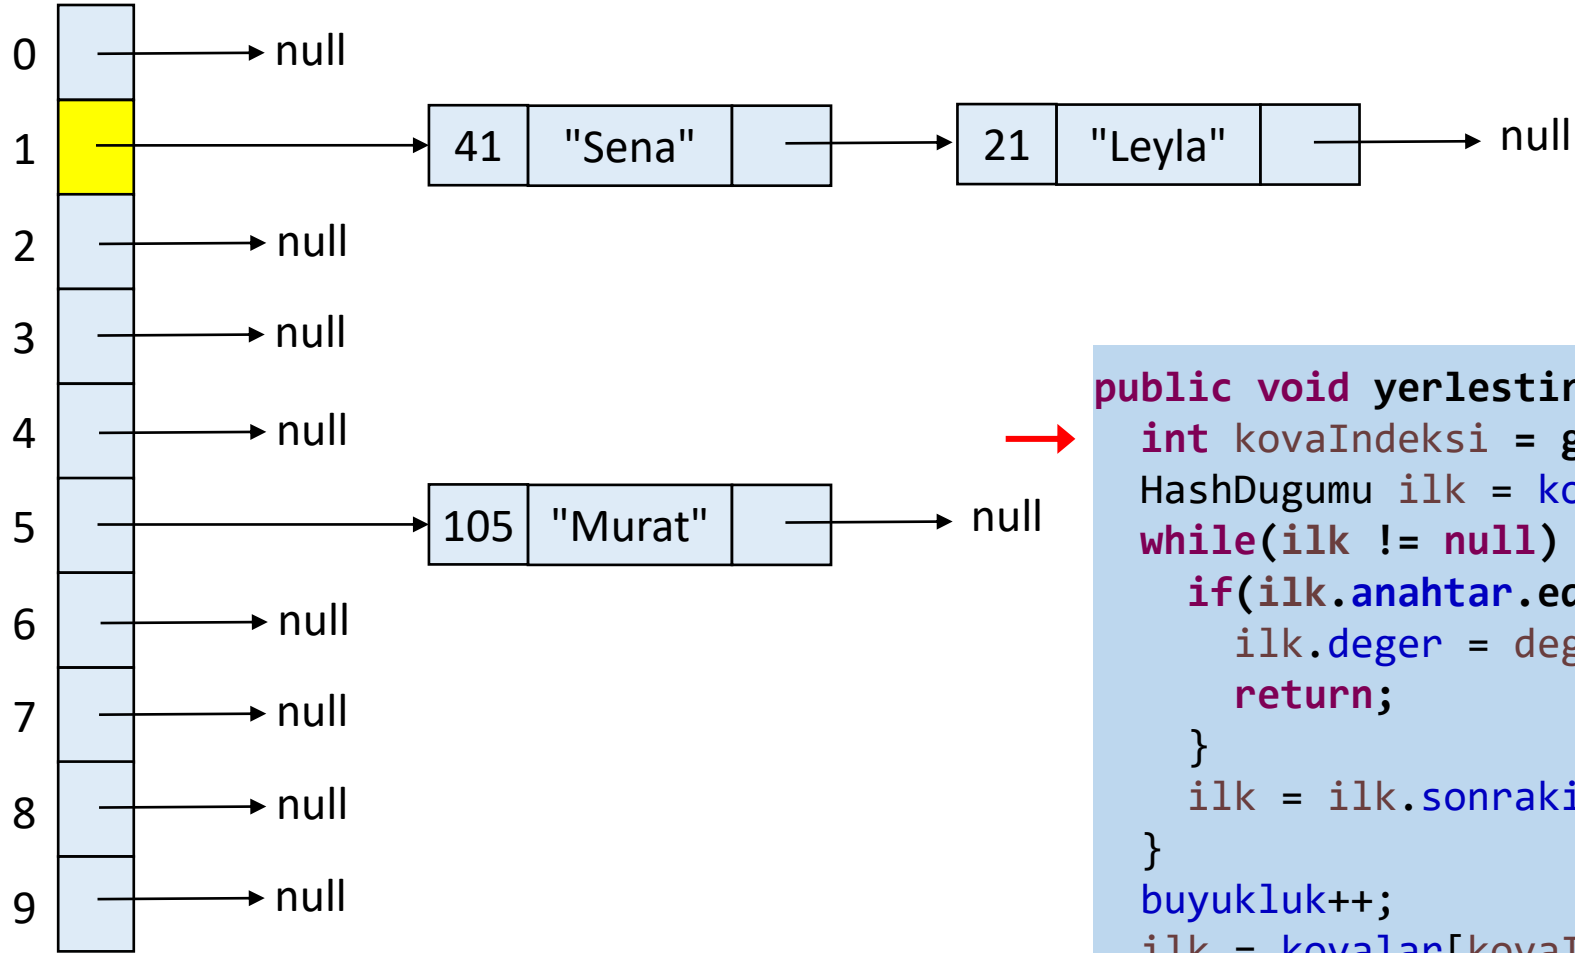 0 null
1 41 "Sena" 21 "Leyla" null
2 null
3 null
4 null
5 105 "Murat" null
6 null
7 null
8 null
9 null
public void
int kovaIndeksi =
HashDugumu ilk =
while(ilk != null)
if(ilk.anahtar.
ilk.deger =
return;
}
ilk = ilk.sonraki
}
buyukluk++;
ilk =